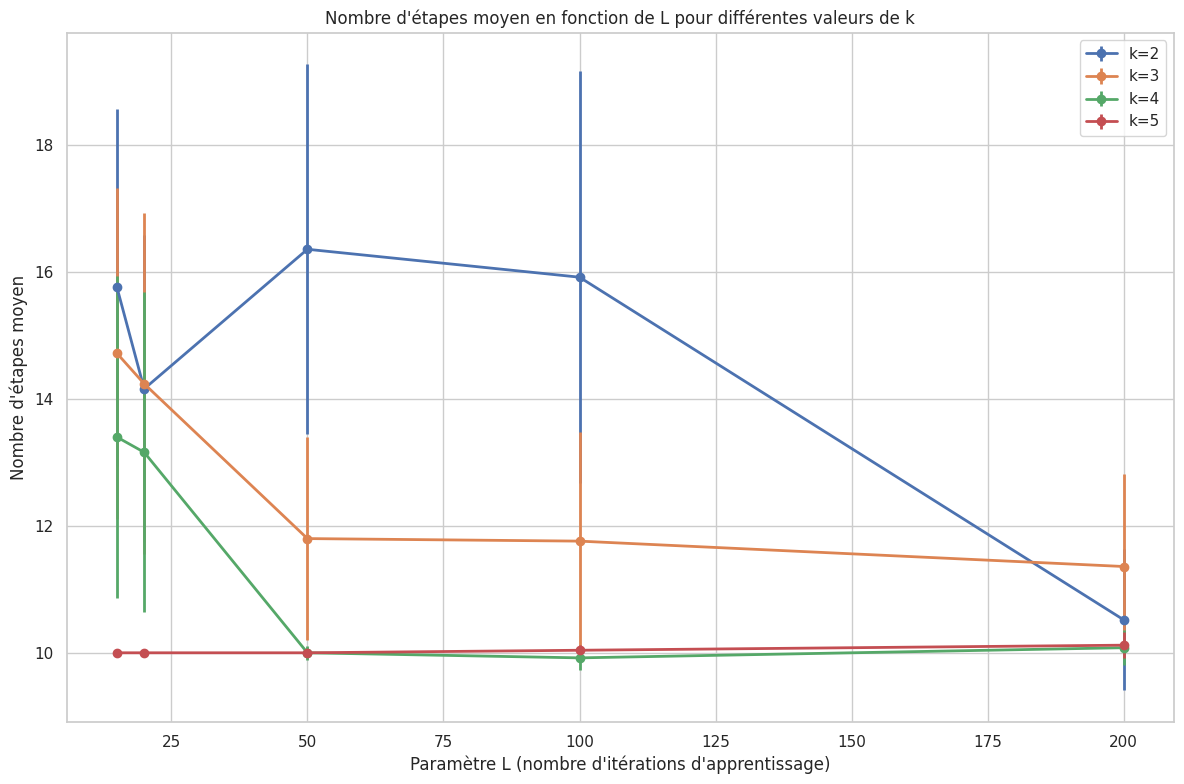 Nombre d'étapes moyen en fonction de L pour différentes valeurs de k
k=2
k=3
k=4
k=5
Nombre d'étapes moyen
18
16
14
12
10
25
50
75
100
125
150
175
200
Paramètre L (nombre d'itérations d'apprentissage)